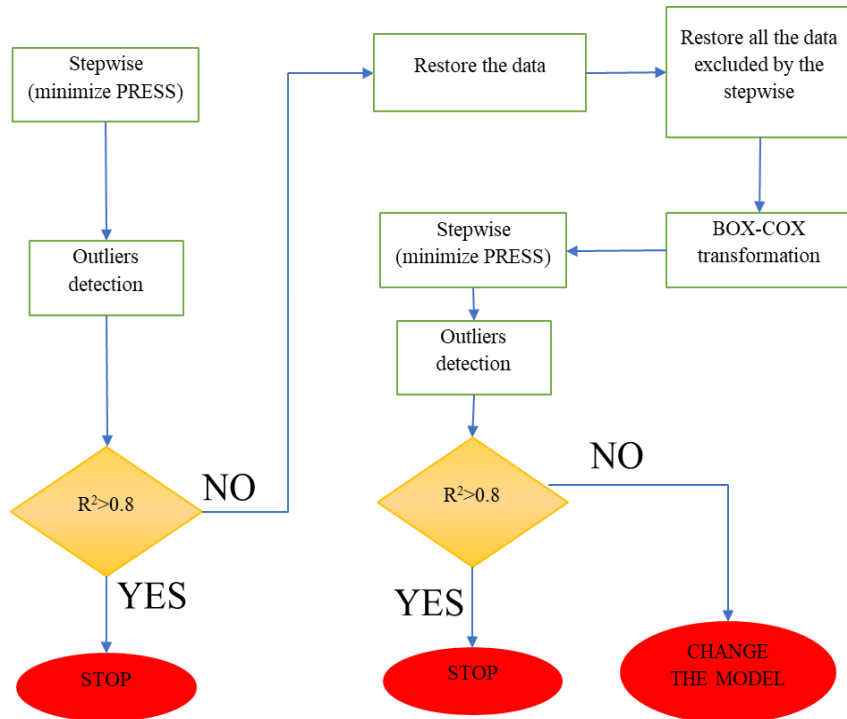 Stepwise
(minimize PRESS)
Outliers
detection
R²>0.8
NO
YES
STOP
Restore the data
Restore all the data
excluded by the
stepwise
BOX-COX
transformation
Stepwise
(minimize PRESS)
Outliers
detection
R²>0.8
NO
YES
STOP
CHANGE
THE MODEL